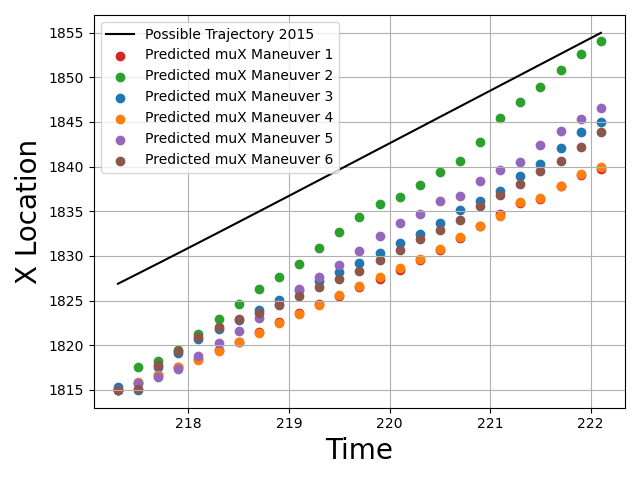 Possible Trajectory 2015
Predicted muX Maneuver 1
Predicted muX Maneuver 2
Predicted muX Maneuver 3
Predicted muX Maneuver 4
Predicted muX Maneuver 5
Predicted muX Maneuver 6
1855
1850
1845
1840
1835
1830
1825
1820
1815
X Location
218 219 220 221 222
Time